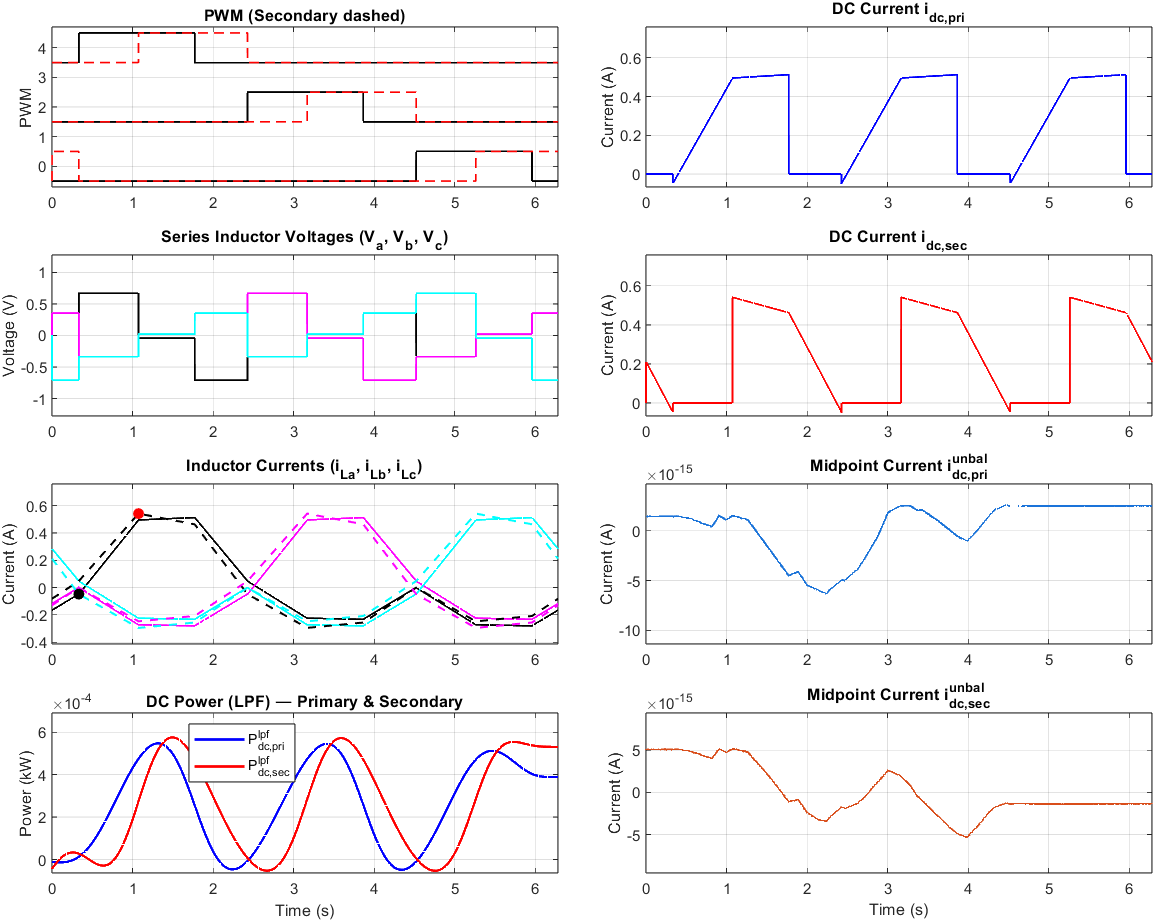 PWM (Secondary dashed)
PWM
4
3
2
1
0
0 1 2 3 4 5 6
DC Current i_dc,pri
Current (A)
0.6
0.4
0.2
0
0 1 2 3 4 5 6
Series Inductor Voltages (V_a, V_b, V_c)
Voltage (V)
1
0.5
0
-0.5
-1
0 1 2 3 4 5 6
DC Current i_dc,sec
Current (A)
0.6
0.4
0.2
0
0 1 2 3 4 5 6
Inductor Currents (i_La, i_Lb, i_Lc)
Current (A)
0.6
0.4
0.2
0
-0.2
-0.4
0 1 2 3 4 5 6
Midpoint Current i_dc,pri^unbal
×10^-15
Current (A)
0
-5
-10
0 1 2 3 4 5 6
DC Power (LPF) — Primary & Secondary
×10^-4
Power (kW)
6
4
2
0
P_dc,pri^lpf
P_dc,sec^lpf
0 1 2 3 4 5 6
Time (s)
Midpoint Current i_dc,sec^unbal
×10^-15
Current (A)
5
0
-5
0 1 2 3 4 5 6
Time (s)